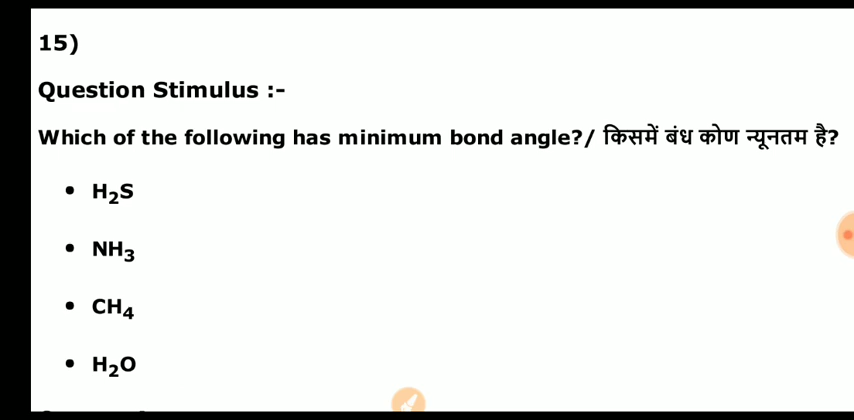 15)
Question Stimulus :-
Which of the following has minimum bond angle?/ किसमें बंध कोण न्यूनतम है?
• H₂S
• NH₃
• CH₄
• H₂O